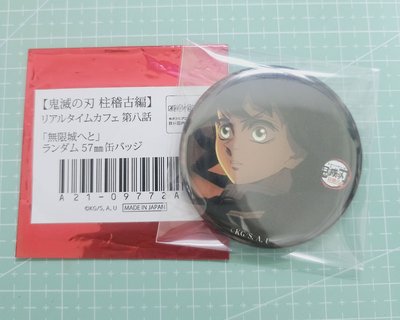 【鬼滅の刃 柱稽古編】
リアルタイムカフェ 第八話
「無限城へと」
ランダム 57㎜缶バッジ
A21-09772A
©KG/S, A, U
MADE IN JAPAN
©KG/S, A, U